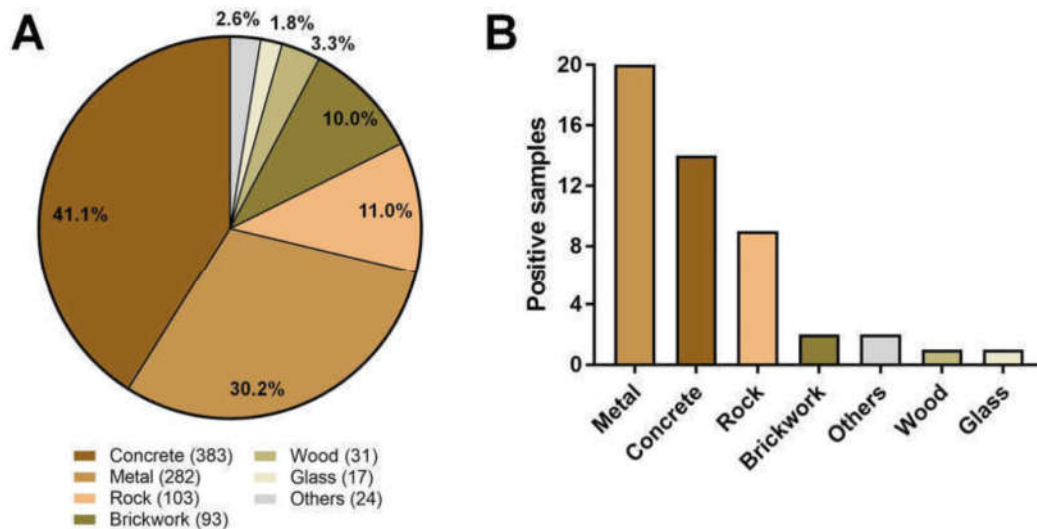 A
2.6%
1.8%
3.3%
10.0%
11.0%
30.2%
41.1%
Concrete (383)
Metal (282)
Rock (103)
Brickwork (93)
Wood (31)
Glass (17)
Others (24)
B
Positive samples
20
16
12
8
4
0
Metal
Concrete
Rock
Brickwork
Others
Wood
Glass